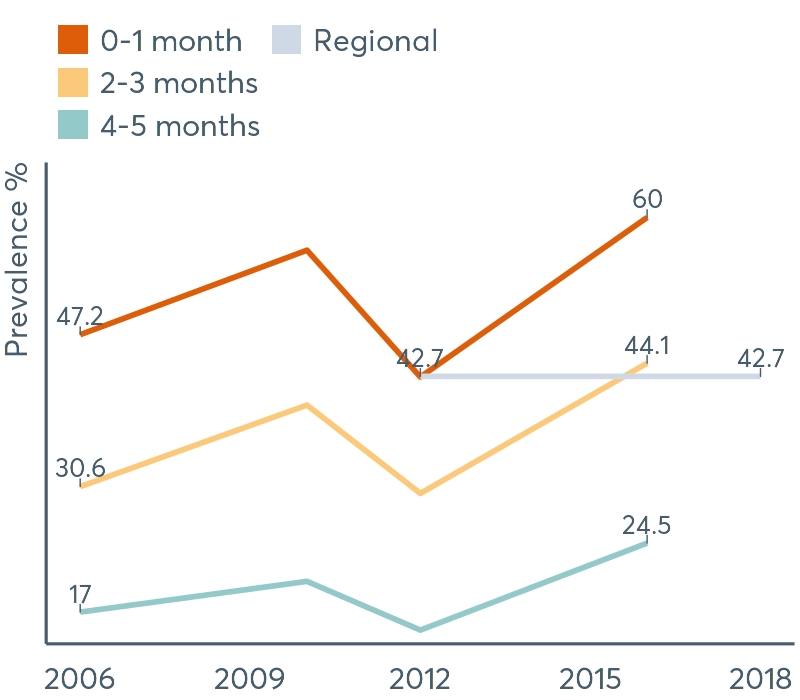 0-1 month
Regional
2-3 months
4-5 months
Prevalence %
60
47.2
42.7
44.1
42.7
30.6
24.5
17
2006 2009 2012 2015 2018